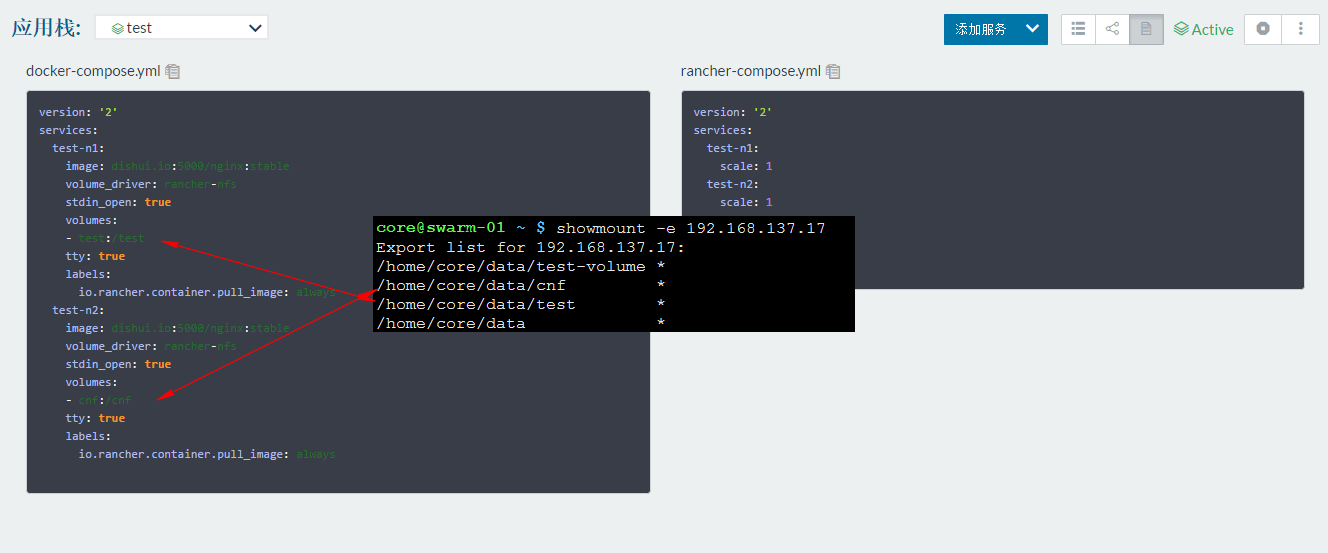 应用栈: test 添加服务 Active
docker-compose.yml
version: '2'
services:
  test-n1:
    image: dishui.io:5000/nginx:stable
    volume_driver: rancher-nfs
    stdin_open: true
    volumes:
    - test:/test
    tty: true
    labels:
      io.rancher.container.pull_image: always
  test-n2:
    image: dishui.io:5000/nginx:stable
    volume_driver: rancher-nfs
    stdin_open: true
    volumes:
    - cnf:/cnf
    tty: true
    labels:
      io.rancher.container.pull_image: always
rancher-compose.yml
version: '2'
services:
  test-n1:
    scale: 1
  test-n2:
    scale: 1
core@swarm-01 ~ $ showmount -e 192.168.137.17
Export list for 192.168.137.17:
/home/core/data/test-volume *
/home/core/data/cnf         *
/home/core/data/test        *
/home/core/data             *